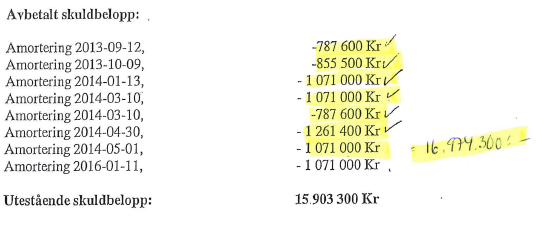 Avbetalt skuldbelopp:
Amortering 2013-09-12, -787 600 Kr
Amortering 2013-10-09, -855 500 Kr
Amortering 2014-01-13, - 1 071 000 Kr
Amortering 2014-03-10, - 1 071 000 Kr
Amortering 2014-03-10, -787 600 Kr
Amortering 2014-04-30, - 1 261 400 Kr
Amortering 2014-05-01, - 1 071 000 Kr = 16.974.300:-
Amortering 2016-01-11, - 1 071 000 Kr
Utestående skuldbelopp: 15.903 300 Kr